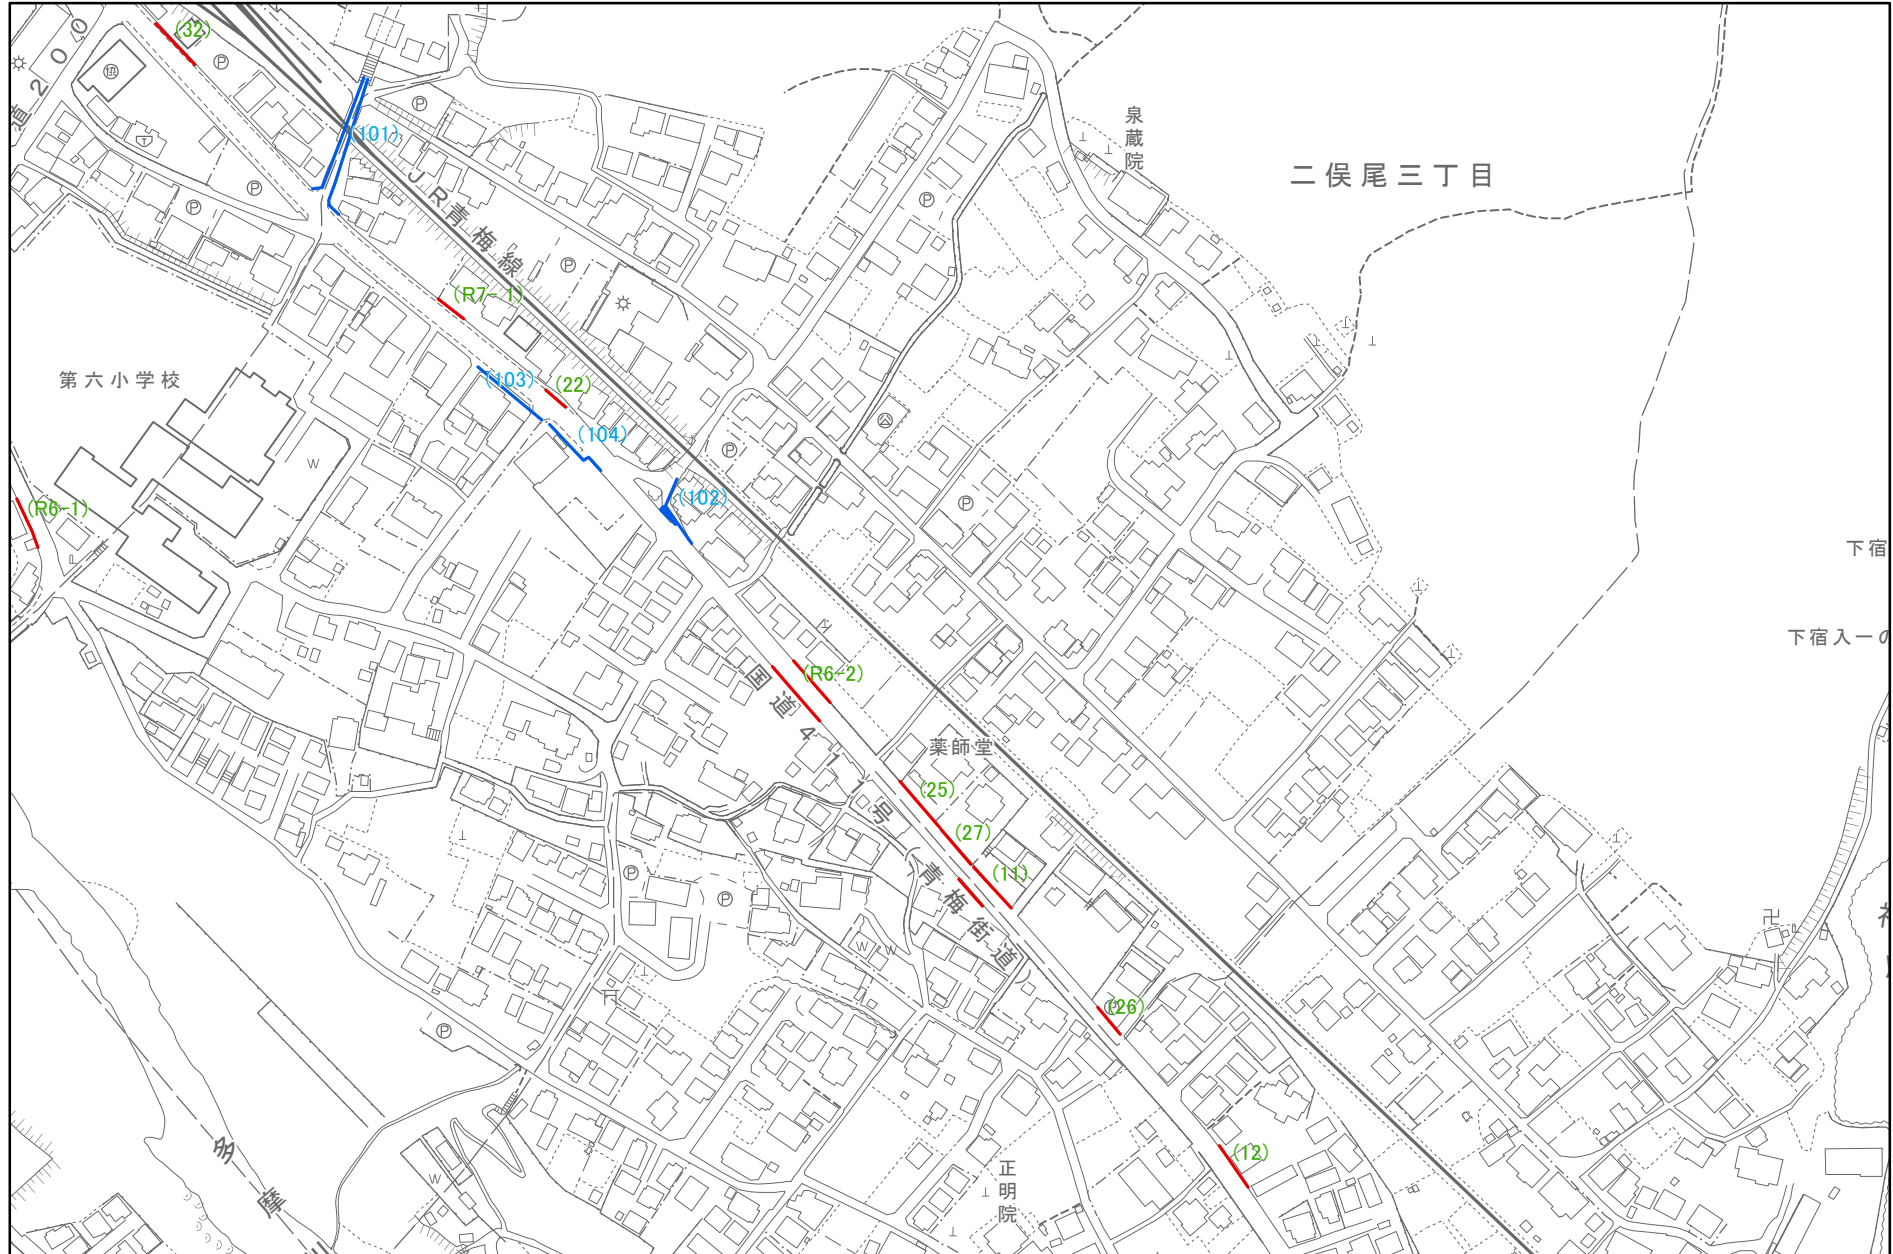 (32)
道200
(101)
泉蔵院
二俣尾三丁目
JR青梅線
(R7-1)
第六小学校
(103)
(22)
(104)
(102)
(R6-1)
下宿
下宿入一の
(R6-2)
国道411号(青梅街道)
薬師堂
(25)
(27)
(11)
(26)
(12)
多摩
正明院